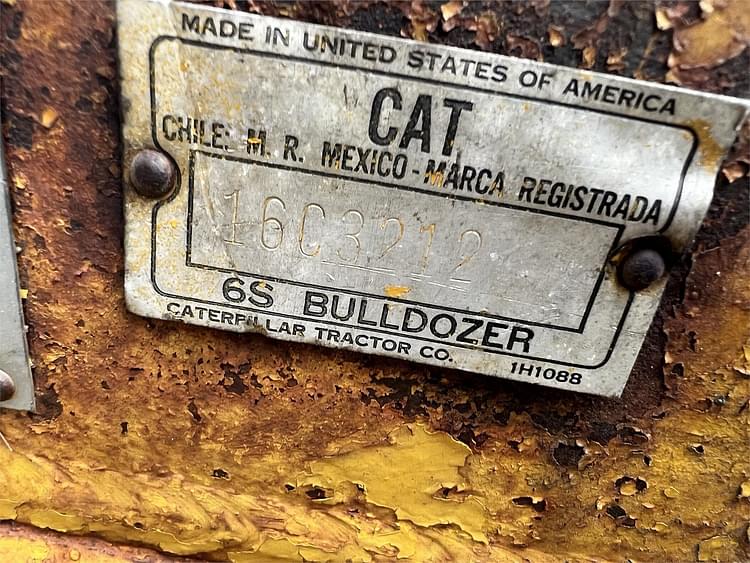 MADE IN UNITED STATES OF AMERICA
CAT
CHILE: M. R. MEXICO - MARCA REGISTRADA
16C3212
6S BULLDOZER
CATERPILLAR TRACTOR CO.
1H1088